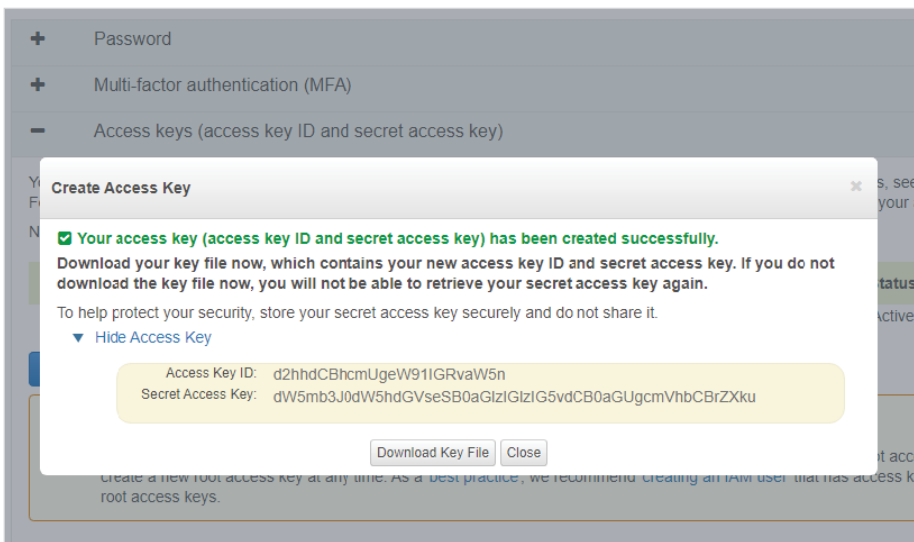 Password
Multi-factor authentication (MFA)
Access keys (access key ID and secret access key)
s, see
your
Create Access Key
Your access key (access key ID and secret access key) has been created successfully.
Download your key file now, which contains your new access key ID and secret access key. If you do not
download the key file now, you will not be able to retrieve your secret access key again.
tatus
To help protect your security, store your secret access key securely and do not share it.
Active
Hide Access Key
Access Key ID: d2hhdCBhcmUgeW91IGRvaW5n
Secret Access Key: dW5mb3J0dW5hdGVseSB0aGlzIGlzIG5vdCB0aGUgcmVhbCBrZXku
Download Key File Close
ot acc
create a new root access key at any time. As a best practice, we recommend creating an IAM user that has access k
root access keys.